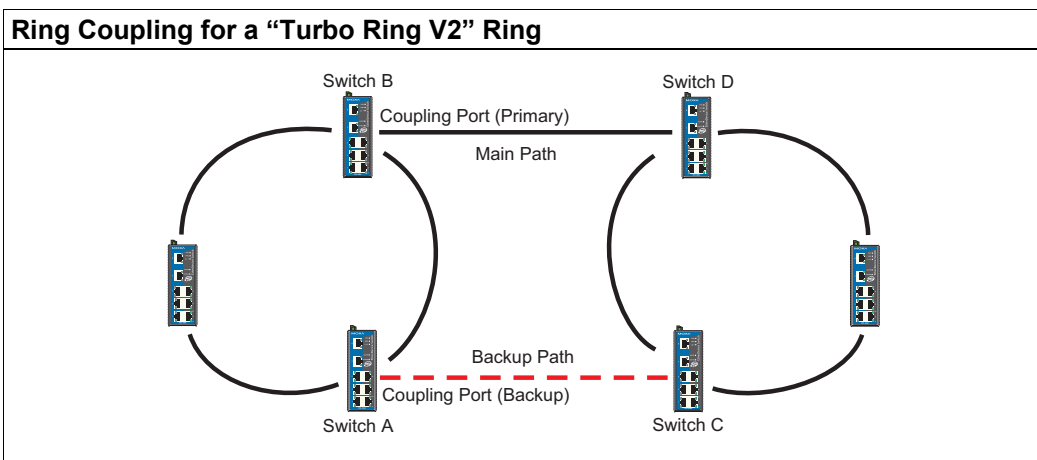 Ring Coupling for a “Turbo Ring V2” Ring
Switch B
Switch D
Coupling Port (Primary)
Main Path
Backup Path
Coupling Port (Backup)
Switch A
Switch C